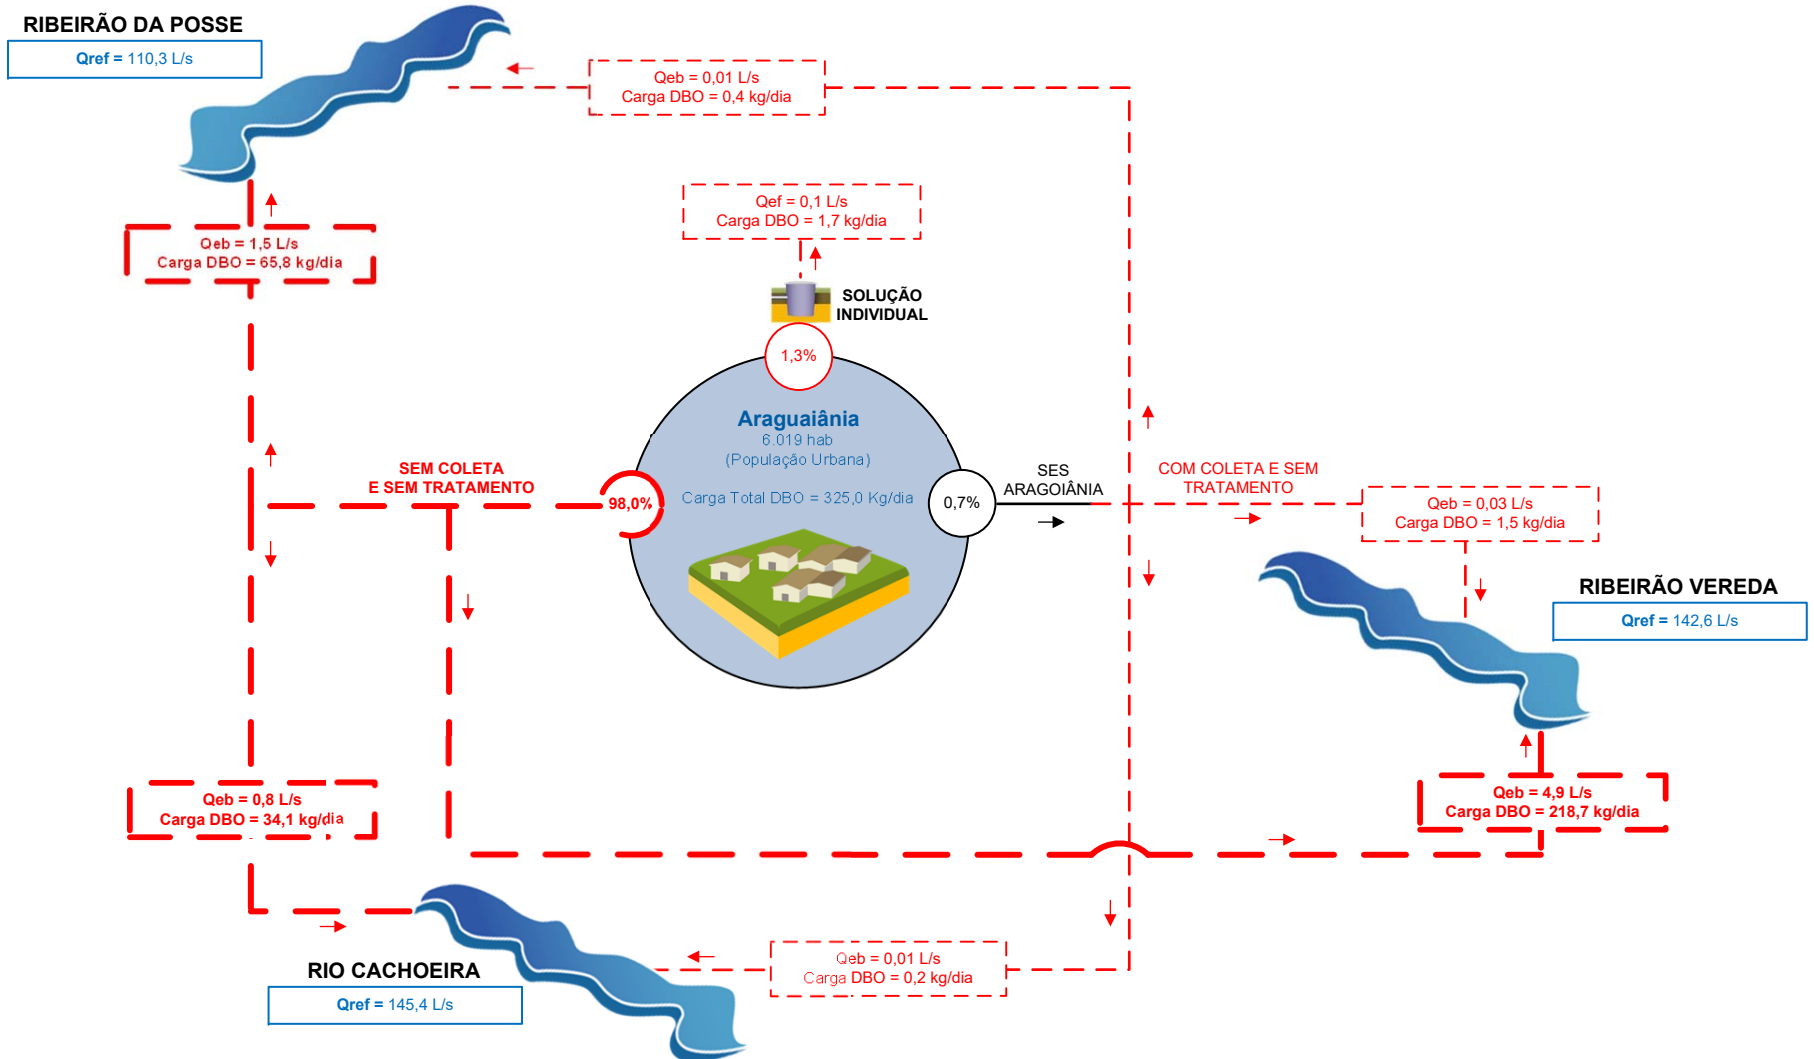 RIBEIRÃO DA POSSE
Qref = 110,3 L/s
Qeb = 0,01 L/s
Carga DBO = 0,4 kg/dia
Qef = 0,1 L/s
Carga DBO = 1,7 kg/dia
Qeb = 1,5 L/s
Carga DBO = 65,8 kg/dia
SOLUÇÃO
INDIVIDUAL
1,3%
Araguaiânia
6.019 hab
(População Urbana)
Carga Total DBO = 325,0 Kg/dia
SEM COLETA
E SEM TRATAMENTO
98,0%
0,7%
SES
ARAGOIÂNIA
COM COLETA E SEM
TRATAMENTO
Qeb = 0,03 L/s
Carga DBO = 1,5 kg/dia
RIBEIRÃO VEREDA
Qref = 142,6 L/s
Qeb = 0,8 L/s
Carga DBO = 34,1 kg/dia
Qeb = 4,9 L/s
Carga DBO = 218,7 kg/dia
RIO CACHOEIRA
Qref = 145,4 L/s
Qeb = 0,01 L/s
Carga DBO = 0,2 kg/dia